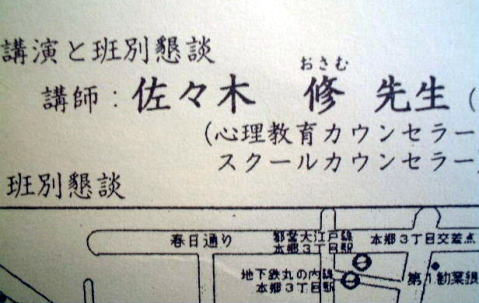 講演と班別懇談
おさむ
講師：佐々木 修 先生（
（心理教育カウンセラー
スクールカウンセラー
班別懇談
春日通り
都営大江戸線
本郷3丁目駅
本郷3丁目交差点
地下鉄丸の内線
本郷3丁目駅
第1勧業銀